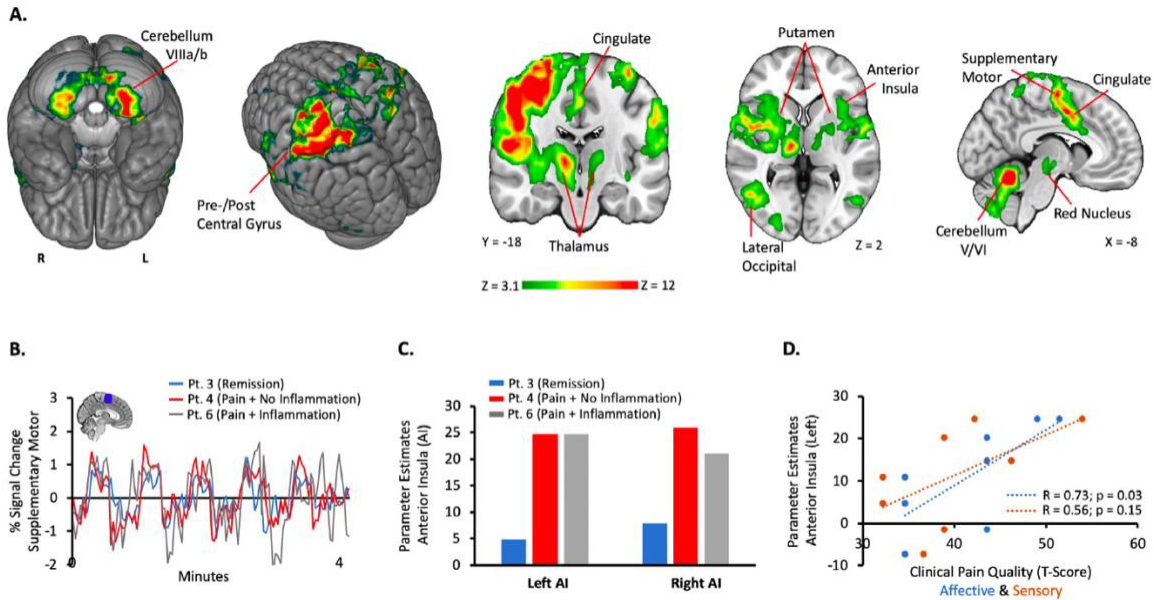 A.
Cerebellum
VIIIa/b
Pre-/Post
Central Gyrus
R
L
Cingulate
Thalamus
Y = -18
Putamen
Anterior
Insula
Lateral
Occipital
Z = 2
Supplementary
Motor
Cingulate
Red Nucleus
Cerebellum
V/VI
X = -8
Z = 3.1
Z = 12
B.
Pt. 3 (Remission)
Pt. 4 (Pain + No Inflammation)
Pt. 6 (Pain + Inflammation)
% Signal Change
Supplementary Motor
3
2
1
0
-1
-2
0
4
Minutes
C.
Pt. 3 (Remission)
Pt. 4 (Pain + No Inflammation)
Pt. 6 (Pain + Inflammation)
Parameter Estimates
Anterior Insula (AI)
30
25
20
15
10
5
0
Left AI
Right AI
D.
Parameter Estimates
Anterior Insula (Left)
30
20
10
0
-10
R = 0.73; p = 0.03
R = 0.56; p = 0.15
30
40
50
60
Clinical Pain Quality (T-Score)
Affective & Sensory